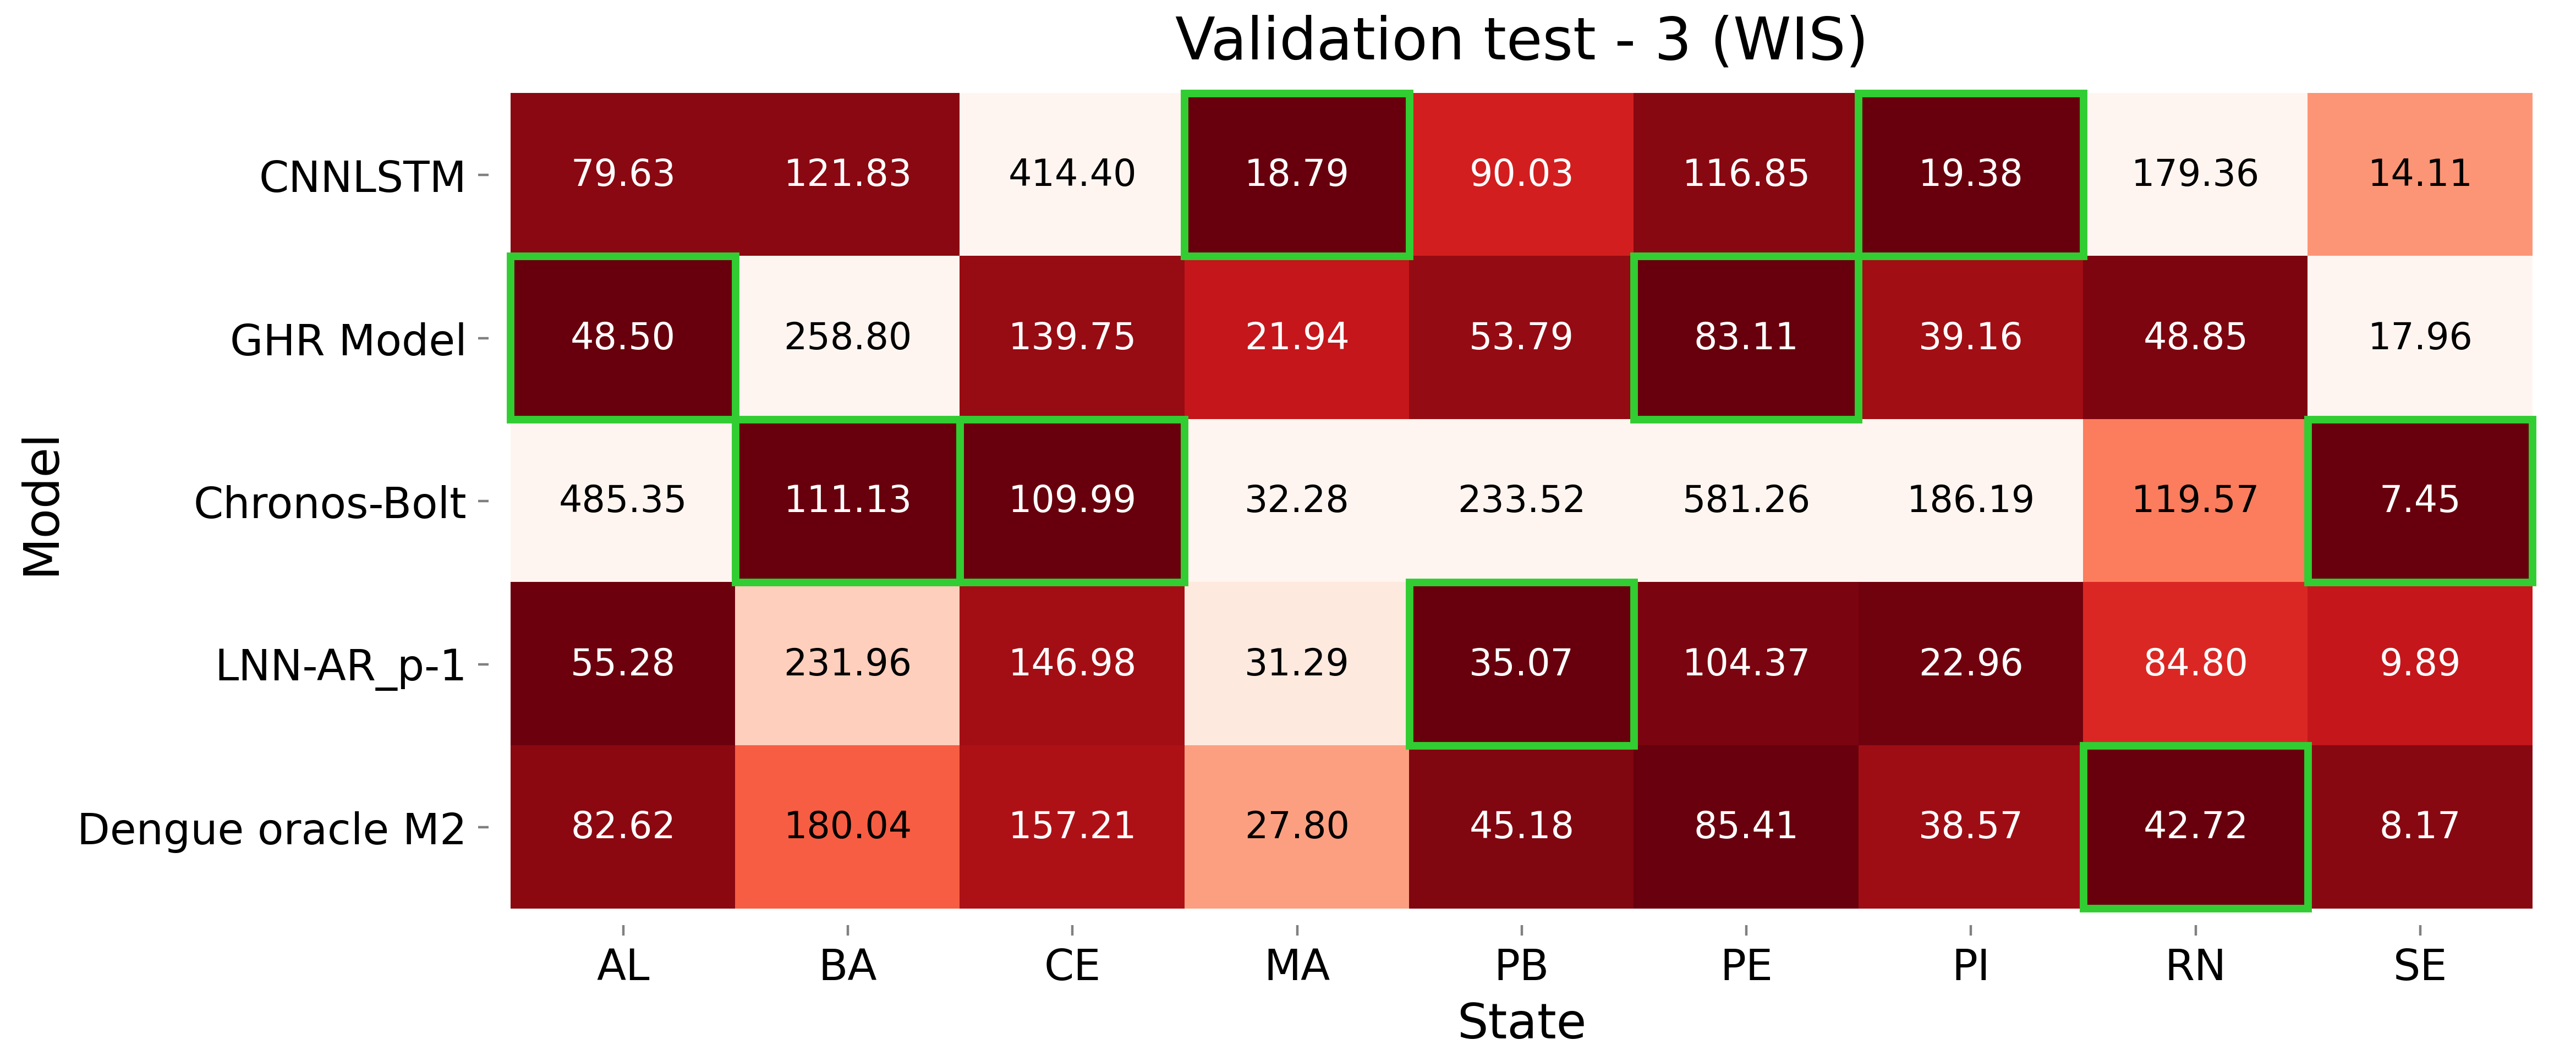 Validation test - 3 (WIS)
Model
CNNLSTM 79.63 121.83 414.40 18.79 90.03 116.85 19.38 179.36 14.11
GHR Model 48.50 258.80 139.75 21.94 53.79 83.11 39.16 48.85 17.96
Chronos-Bolt 485.35 111.13 109.99 32.28 233.52 581.26 186.19 119.57 7.45
LNN-AR_p-1 55.28 231.96 146.98 31.29 35.07 104.37 22.96 84.80 9.89
Dengue oracle M2 82.62 180.04 157.21 27.80 45.18 85.41 38.57 42.72 8.17
AL BA CE MA PB PE PI RN SE
State